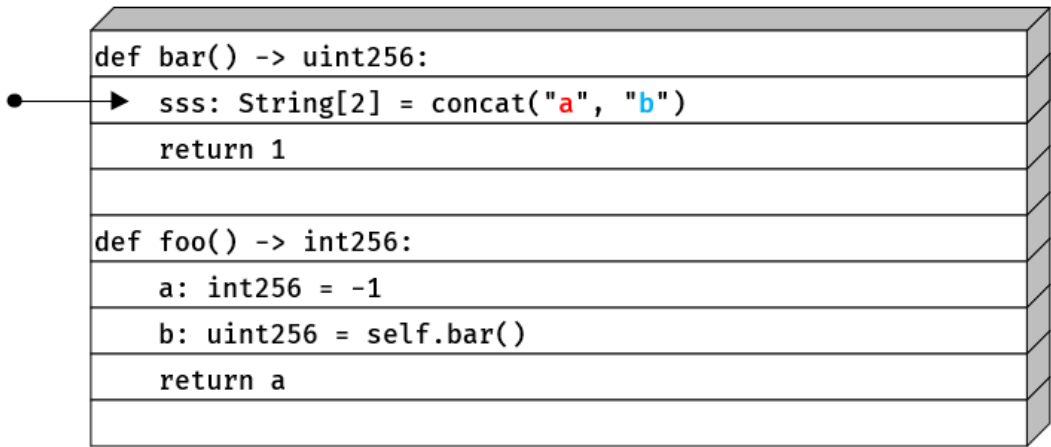 def bar() -> uint256:
sss: String[2] = concat("a", "b")
return 1
def foo() -> int256:
a: int256 = -1
b: uint256 = self.bar()
return a